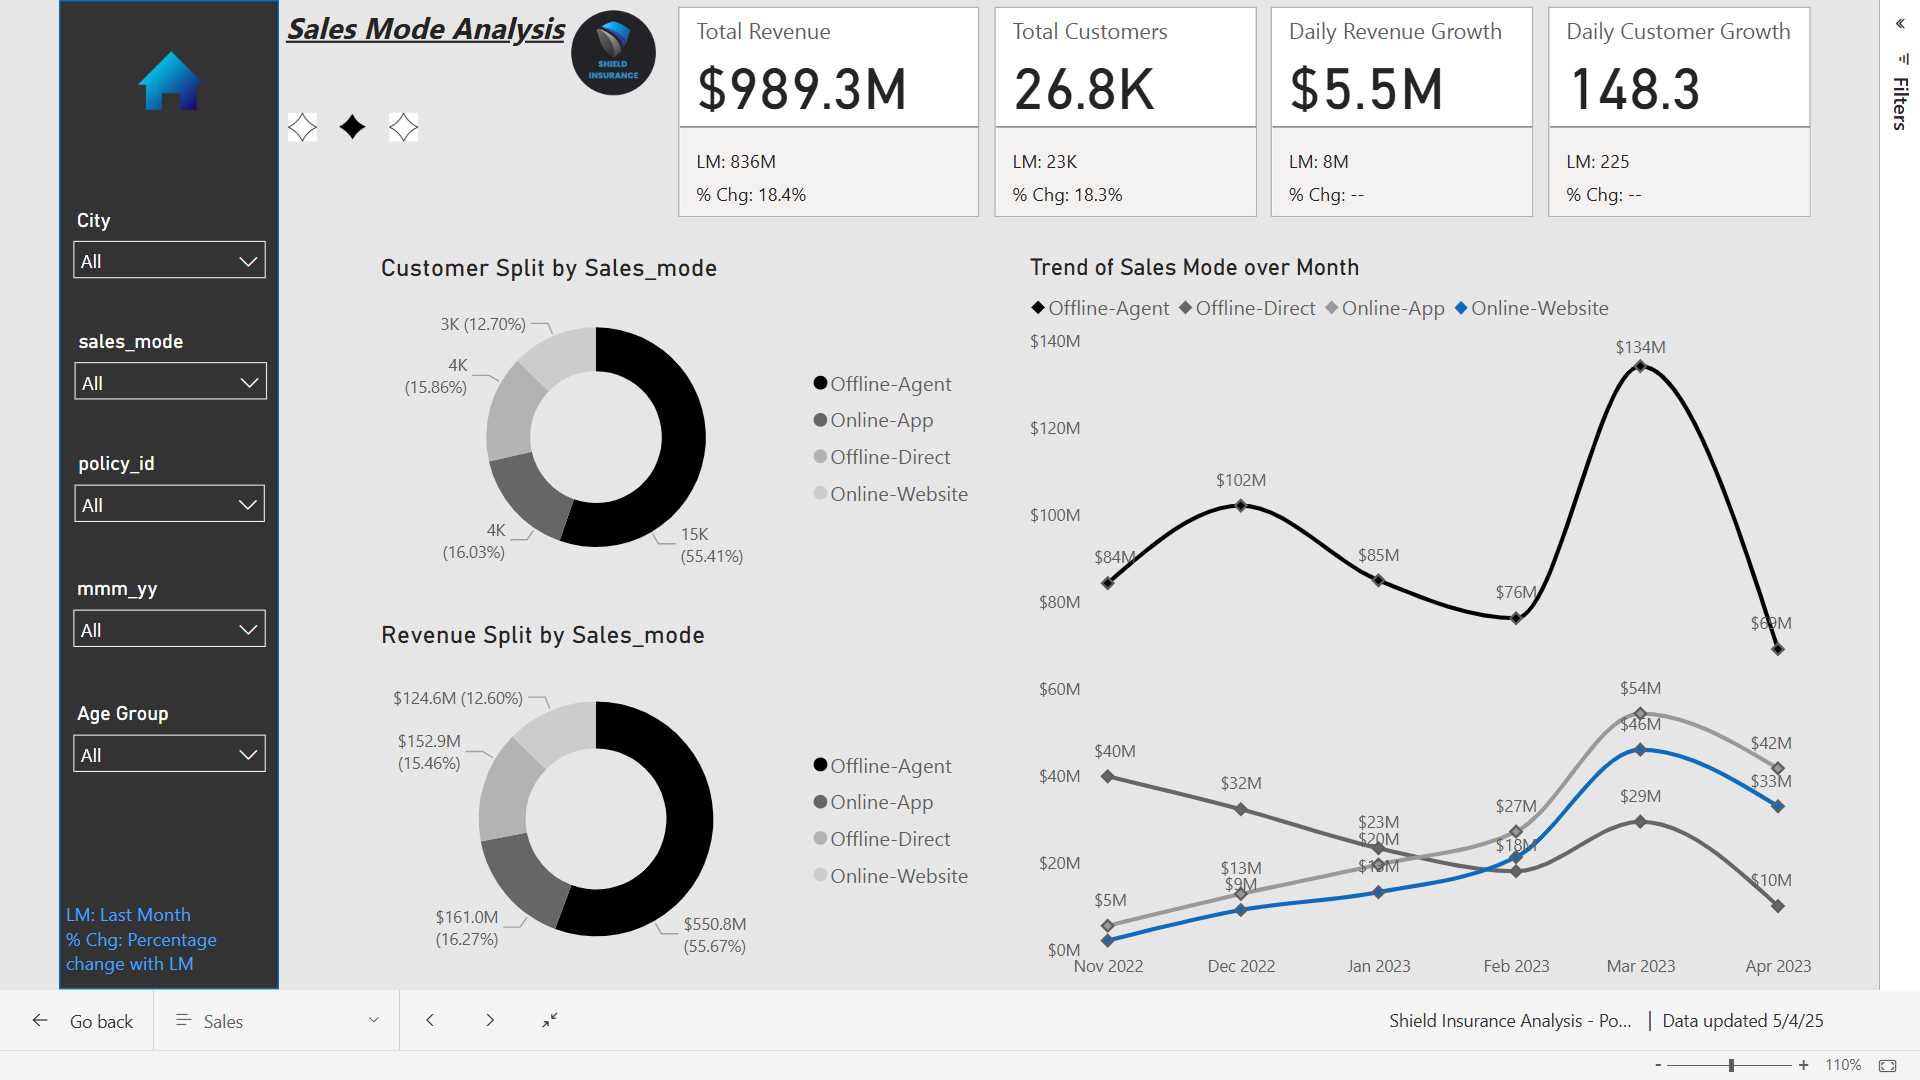 Sales Mode Analysis
SHIELD
INSURANCE
Total Revenue
$989.3M
LM: 836M
% Chg: 18.4%
Total Customers
26.8K
LM: 23K
% Chg: 18.3%
Daily Revenue Growth
$5.5M
LM: 8M
% Chg: --
Daily Customer Growth
148.3
LM: 225
% Chg: --
Filters
City
All
sales_mode
All
policy_id
All
mmm_yy
All
Age Group
All
LM: Last Month
% Chg: Percentage
change with LM
Customer Split by Sales_mode
3K (12.70%)
4K
(15.86%)
4K
(16.03%)
15K
(55.41%)
Offline-Agent
Online-App
Offline-Direct
Online-Website
Revenue Split by Sales_mode
$124.6M (12.60%)
$152.9M
(15.46%)
$161.0M
(16.27%)
$550.8M
(55.67%)
Offline-Agent
Online-App
Offline-Direct
Online-Website
Trend of Sales Mode over Month
Offline-Agent Offline-Direct Online-App Online-Website
$140M
$120M
$100M
$80M
$60M
$40M
$20M
$0M
$84M
$102M
$85M
$76M
$134M
$69M
$40M
$32M
$23M
$18M
$29M
$10M
$5M
$13M
$20M
$27M
$54M
$42M
$9M
$46M
$33M
Nov 2022 Dec 2022 Jan 2023 Feb 2023 Mar 2023 Apr 2023
Go back
Sales
Shield Insurance Analysis - Po... | Data updated 5/4/25
- + 110%